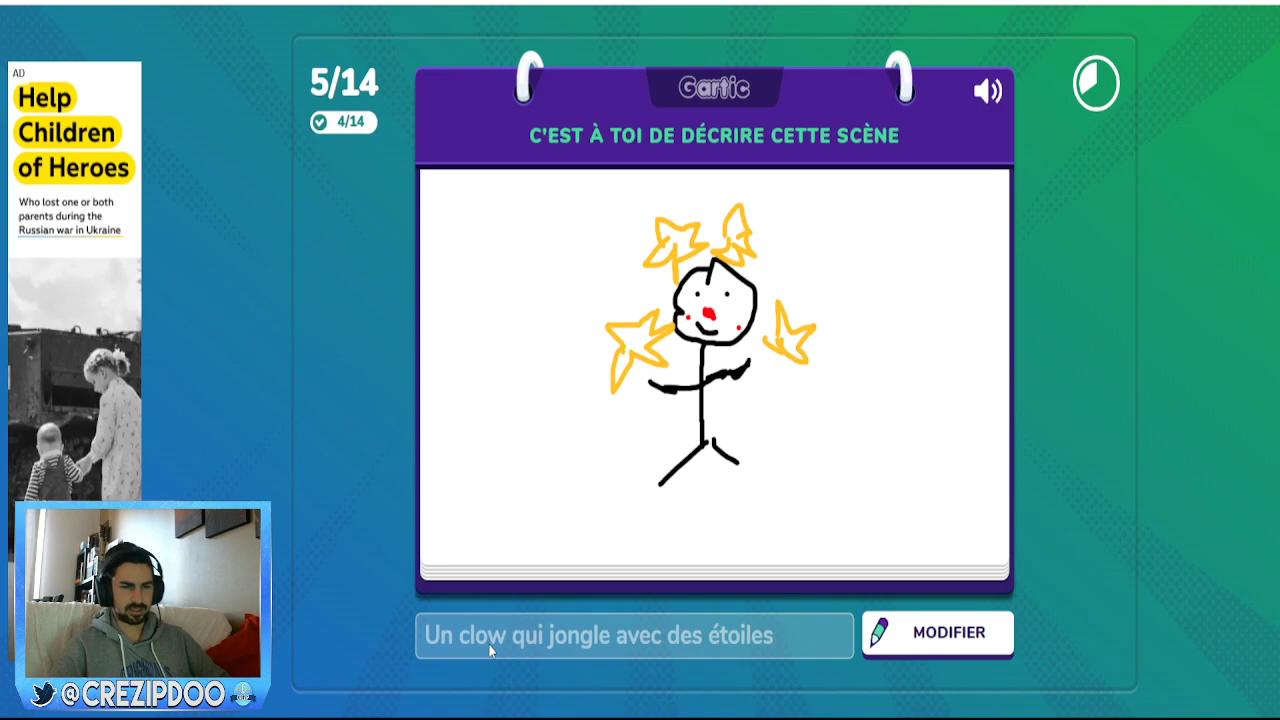 AD
Help
Children
of Heroes
Who lost one or both
parents during the
Russian war in Ukraine
5/14
4/14
Gartic
C'EST À TOI DE DÉCRIRE CETTE SCÈNE
Un clow qui jongle avec des étoiles
MODIFIER
@CREZIPDOO